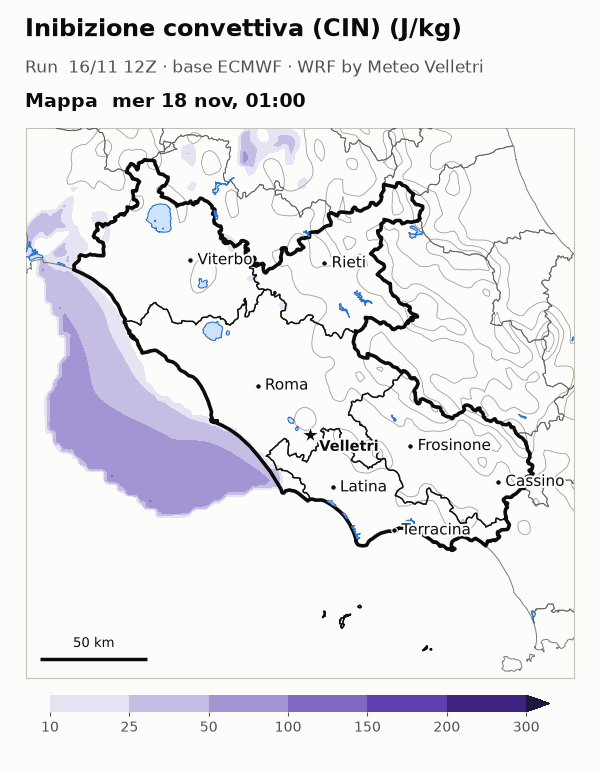 Inibizione convettiva (CIN) (J/kg)
Run  16/11 12Z · base ECMWF · WRF by Meteo Velletri
Mappa  mer 18 nov, 01:00
Viterbo
Rieti
Roma
Velletri
Frosinone
Cassino
Latina
Terracina
50 km
10 25 50 100 150 200 300